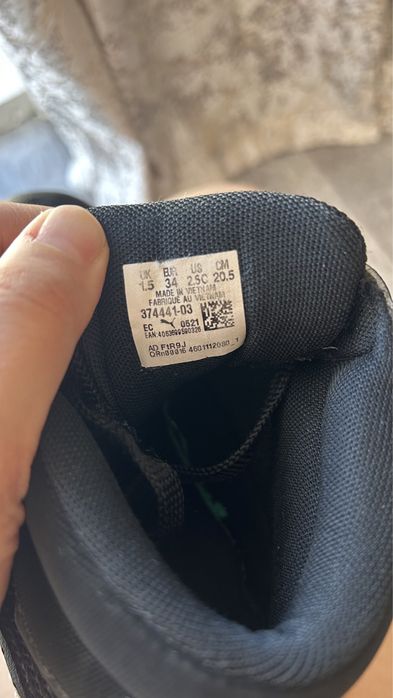 UK EUR US CM
1.5 34 2.5C 20.5
MADE IN VIETNAM
FABRIQUÉ AU VIETNAM
374441-03
EC 0521
AD F1R9J